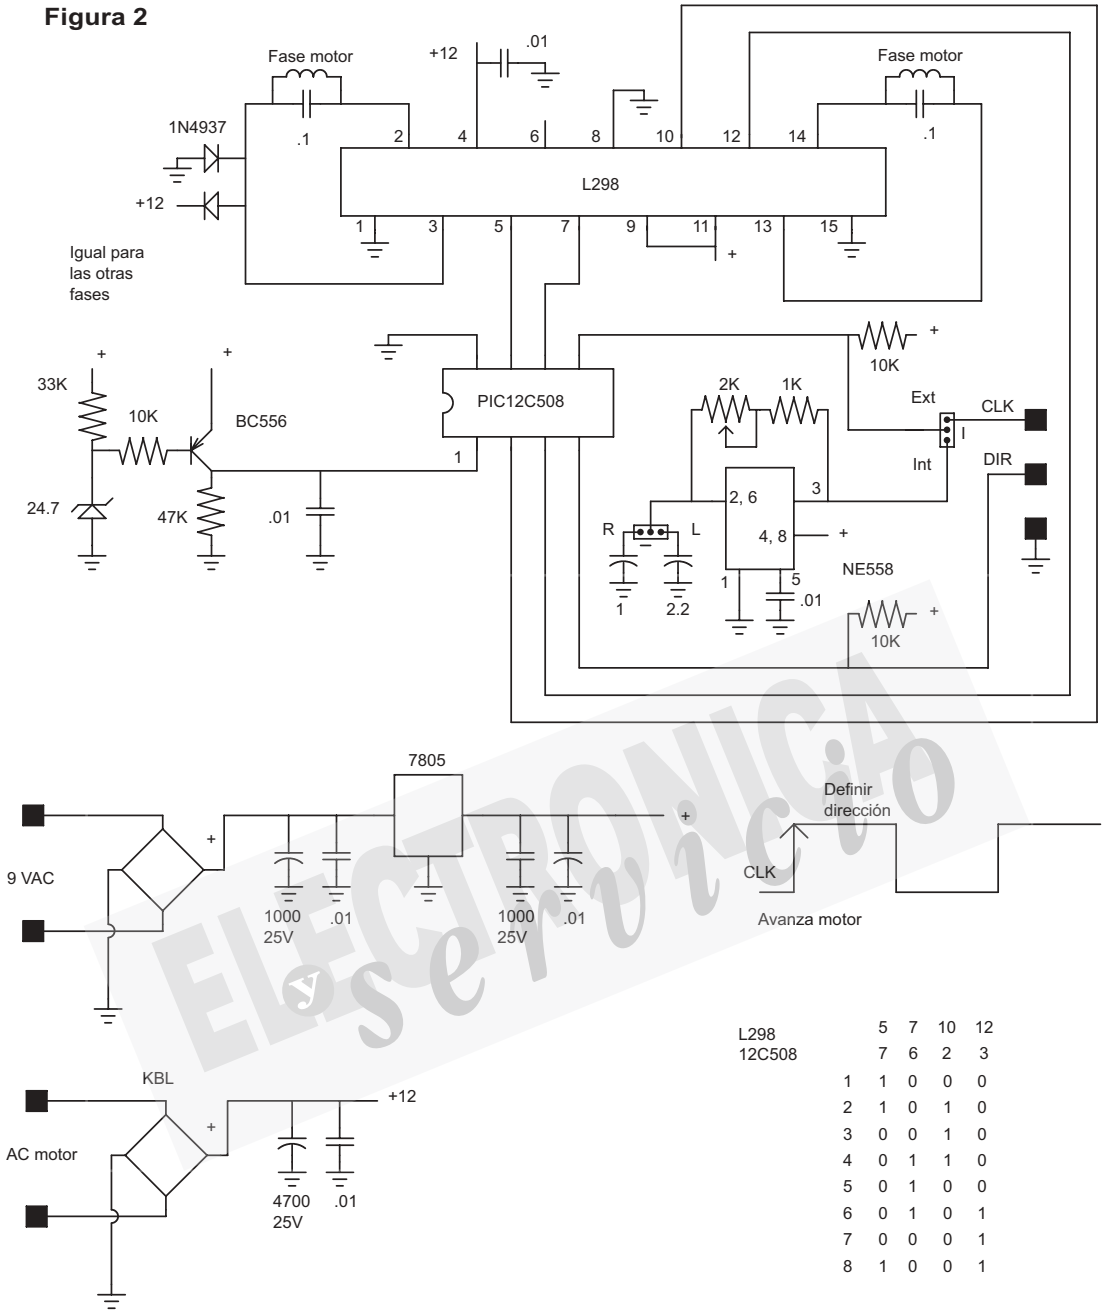 Figura 2
+12
.01
Fase motor
Fase motor
.1
.1
1N4937
2 4 6 8 10 12 14
L298
+12
1 3 5 7 9 11 13 15
+
Igual para
las otras
fases
+
+
+
33K
10K
BC556
PIC12C508
2K
1K
10K
Ext
CLK
I
1
Int
DIR
24.7
47K
.01
2, 6
3
R
L
4, 8
+
NE558
1
5
.01
1
2.2
+
10K
7805
+
+
9 VAC
1000
25V
.01
1000
25V
.01
Definir
dirección
CLK
Avanza motor
ELECTRONICA
y servicio
KBL
+12
+
AC motor
4700
25V
.01
L298 5 7 10 12
12C508 7 6 2 3
1 1 0 0 0
2 1 0 1 0
3 0 0 1 0
4 0 1 1 0
5 0 1 0 0
6 0 1 0 1
7 0 0 0 1
8 1 0 0 1